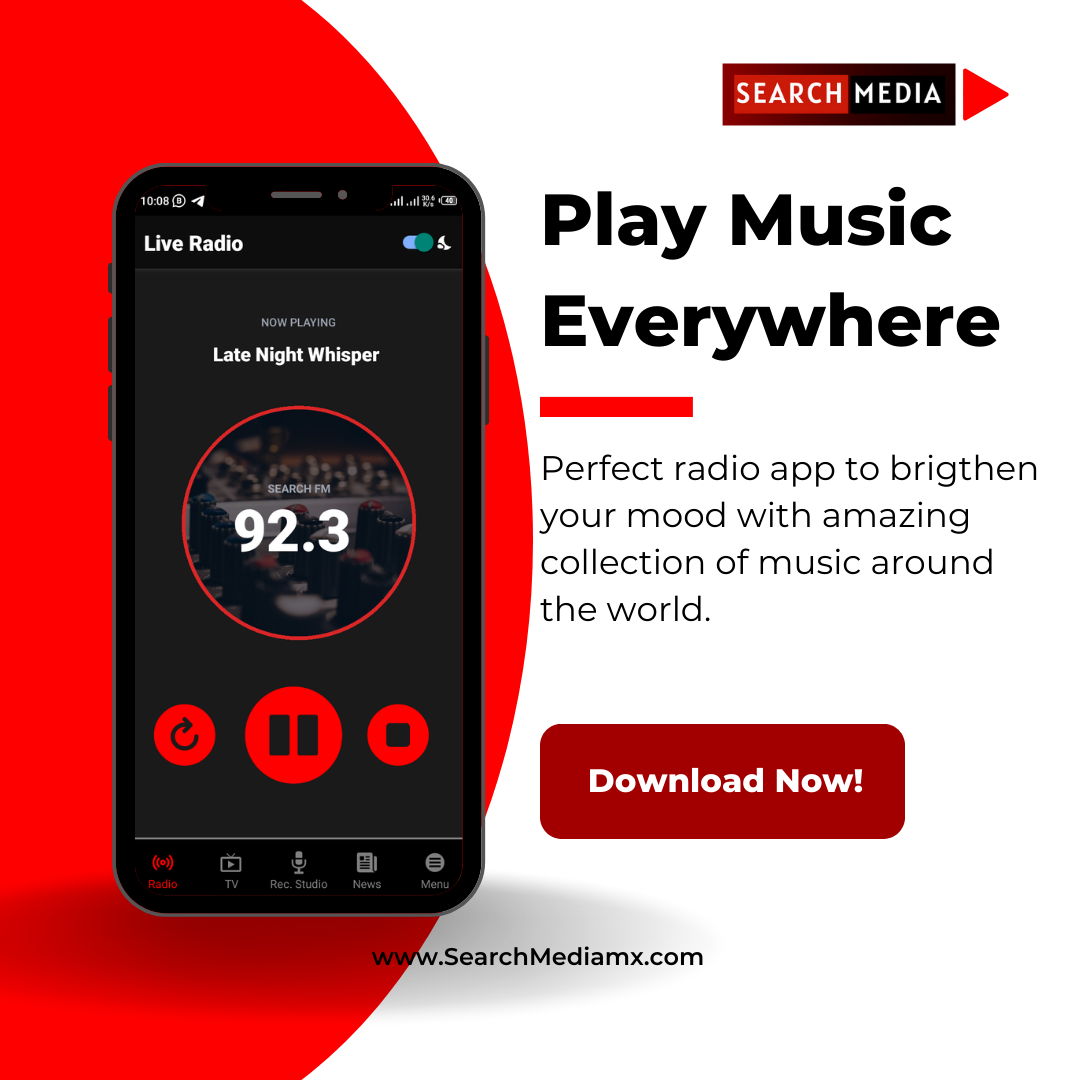 SEARCH MEDIA
Play Music
Everywhere
Perfect radio app to brigthen
your mood with amazing
collection of music around
the world.
Download Now!
10:08
30.6
K/s
40
Live Radio
NOW PLAYING
Late Night Whisper
SEARCH FM
92.3
Radio
TV
Rec. Studio
News
Menu
www.SearchMediamx.com